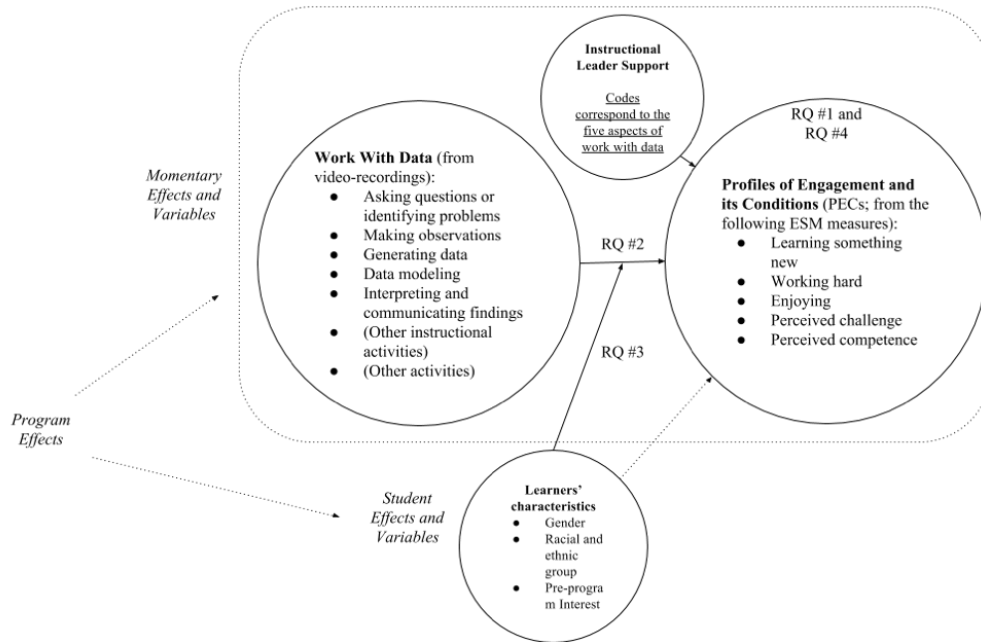 Instructional
Leader Support
Codes
correspond to the
five aspects of
work with data
RQ #1 and
RQ #4
Work With Data (from
video-recordings):
● Asking questions or
identifying problems
● Making observations
● Generating data
● Data modeling
● Interpreting and
communicating findings
● (Other instructional
activities)
● (Other activities)
Momentary
Effects and
Variables
Profiles of Engagement and
its Conditions (PECs; from the
following ESM measures):
● Learning something
new
● Working hard
● Enjoying
● Perceived challenge
● Perceived competence
RQ #2
RQ #3
Program
Effects
Student
Effects and
Variables
Learners'
characteristics
● Gender
● Racial and
ethnic
group
● Pre-progra
m Interest